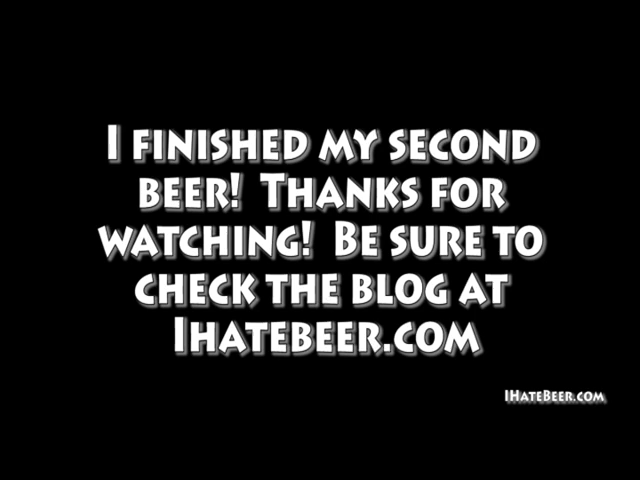 I finished my second
beer! Thanks for
watching! Be sure to
check the blog at
Ihatebeer.com
IHateBeer.com